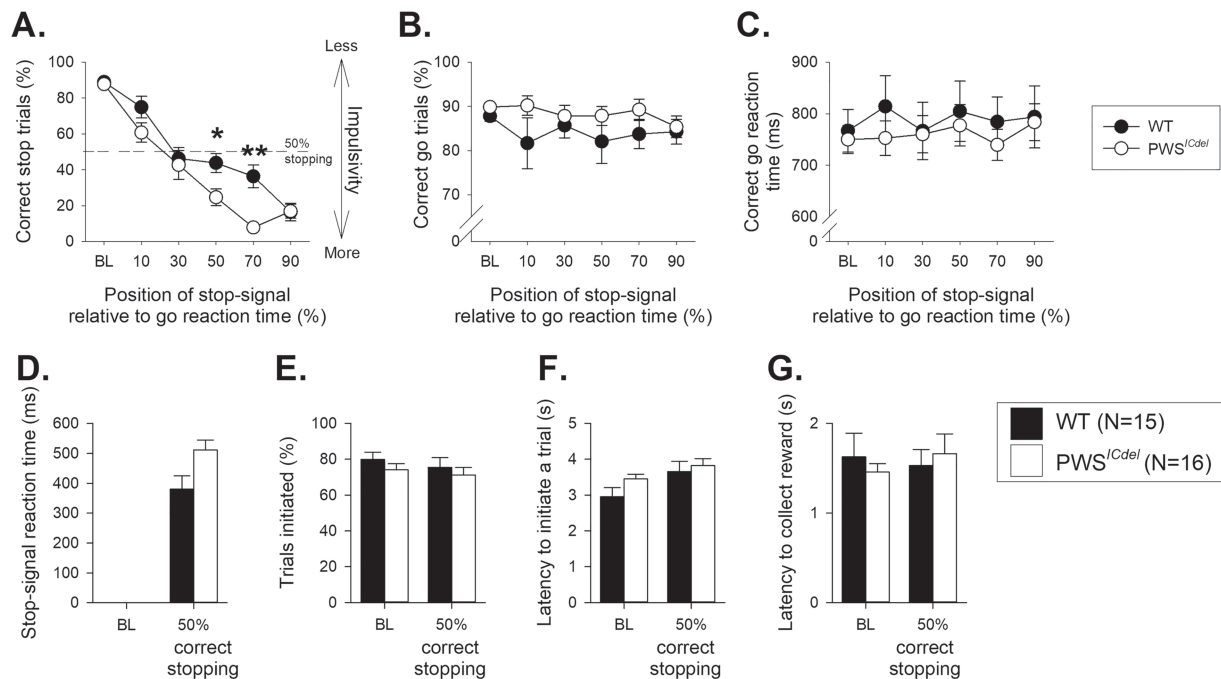 A.
Correct stop trials (%)
100
80
60
40
20
0
*
**
50%
stopping
BL 10 30 50 70 90
Position of stop-signal
relative to go reaction time (%)
Less
Impulsivity
More
B.
Correct go trials (%)
100
90
80
70
0
BL 10 30 50 70 90
Position of stop-signal
relative to go reaction time (%)
C.
Correct go reaction
time (ms)
900
800
700
600
0
BL 10 30 50 70 90
Position of stop-signal
relative to go reaction time (%)
WT
PWS^ICdel
D.
Stop-signal reaction time (ms)
600
500
400
300
200
100
0
BL 50%
correct
stopping
E.
Trials initiated (%)
100
80
60
40
20
0
BL 50%
correct
stopping
F.
Latency to initiate a trial (s)
5
4
3
2
1
0
BL 50%
correct
stopping
G.
Latency to collect reward (s)
2
1
0
BL 50%
correct
stopping
WT (N=15)
PWS^ICdel (N=16)